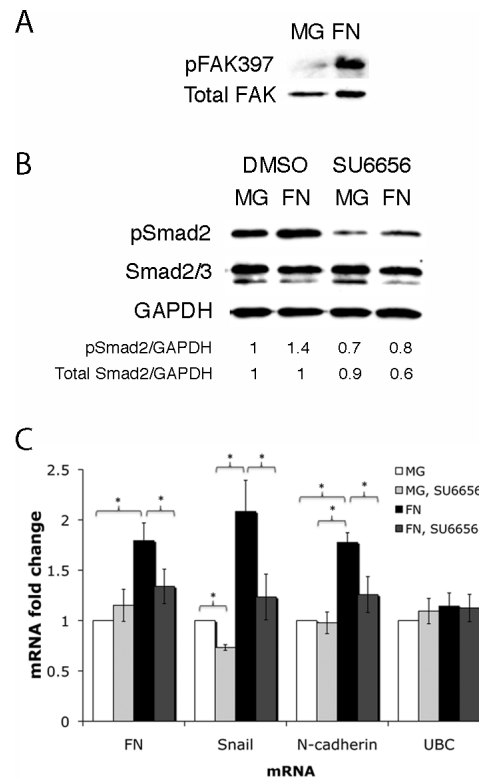 A
MG FN
pFAK397
Total FAK
B
DMSO SU6656
MG FN MG FN
pSmad2
Smad2/3
GAPDH
pSmad2/GAPDH 1 1.4 0.7 0.8
Total Smad2/GAPDH 1 1 0.9 0.6
C
mRNA fold change
2.5
2
1.5
1
0.5
0
* * * * * * * *
MG
MG, SU6656
FN
FN, SU6656
FN Snail N-cadherin UBC
mRNA